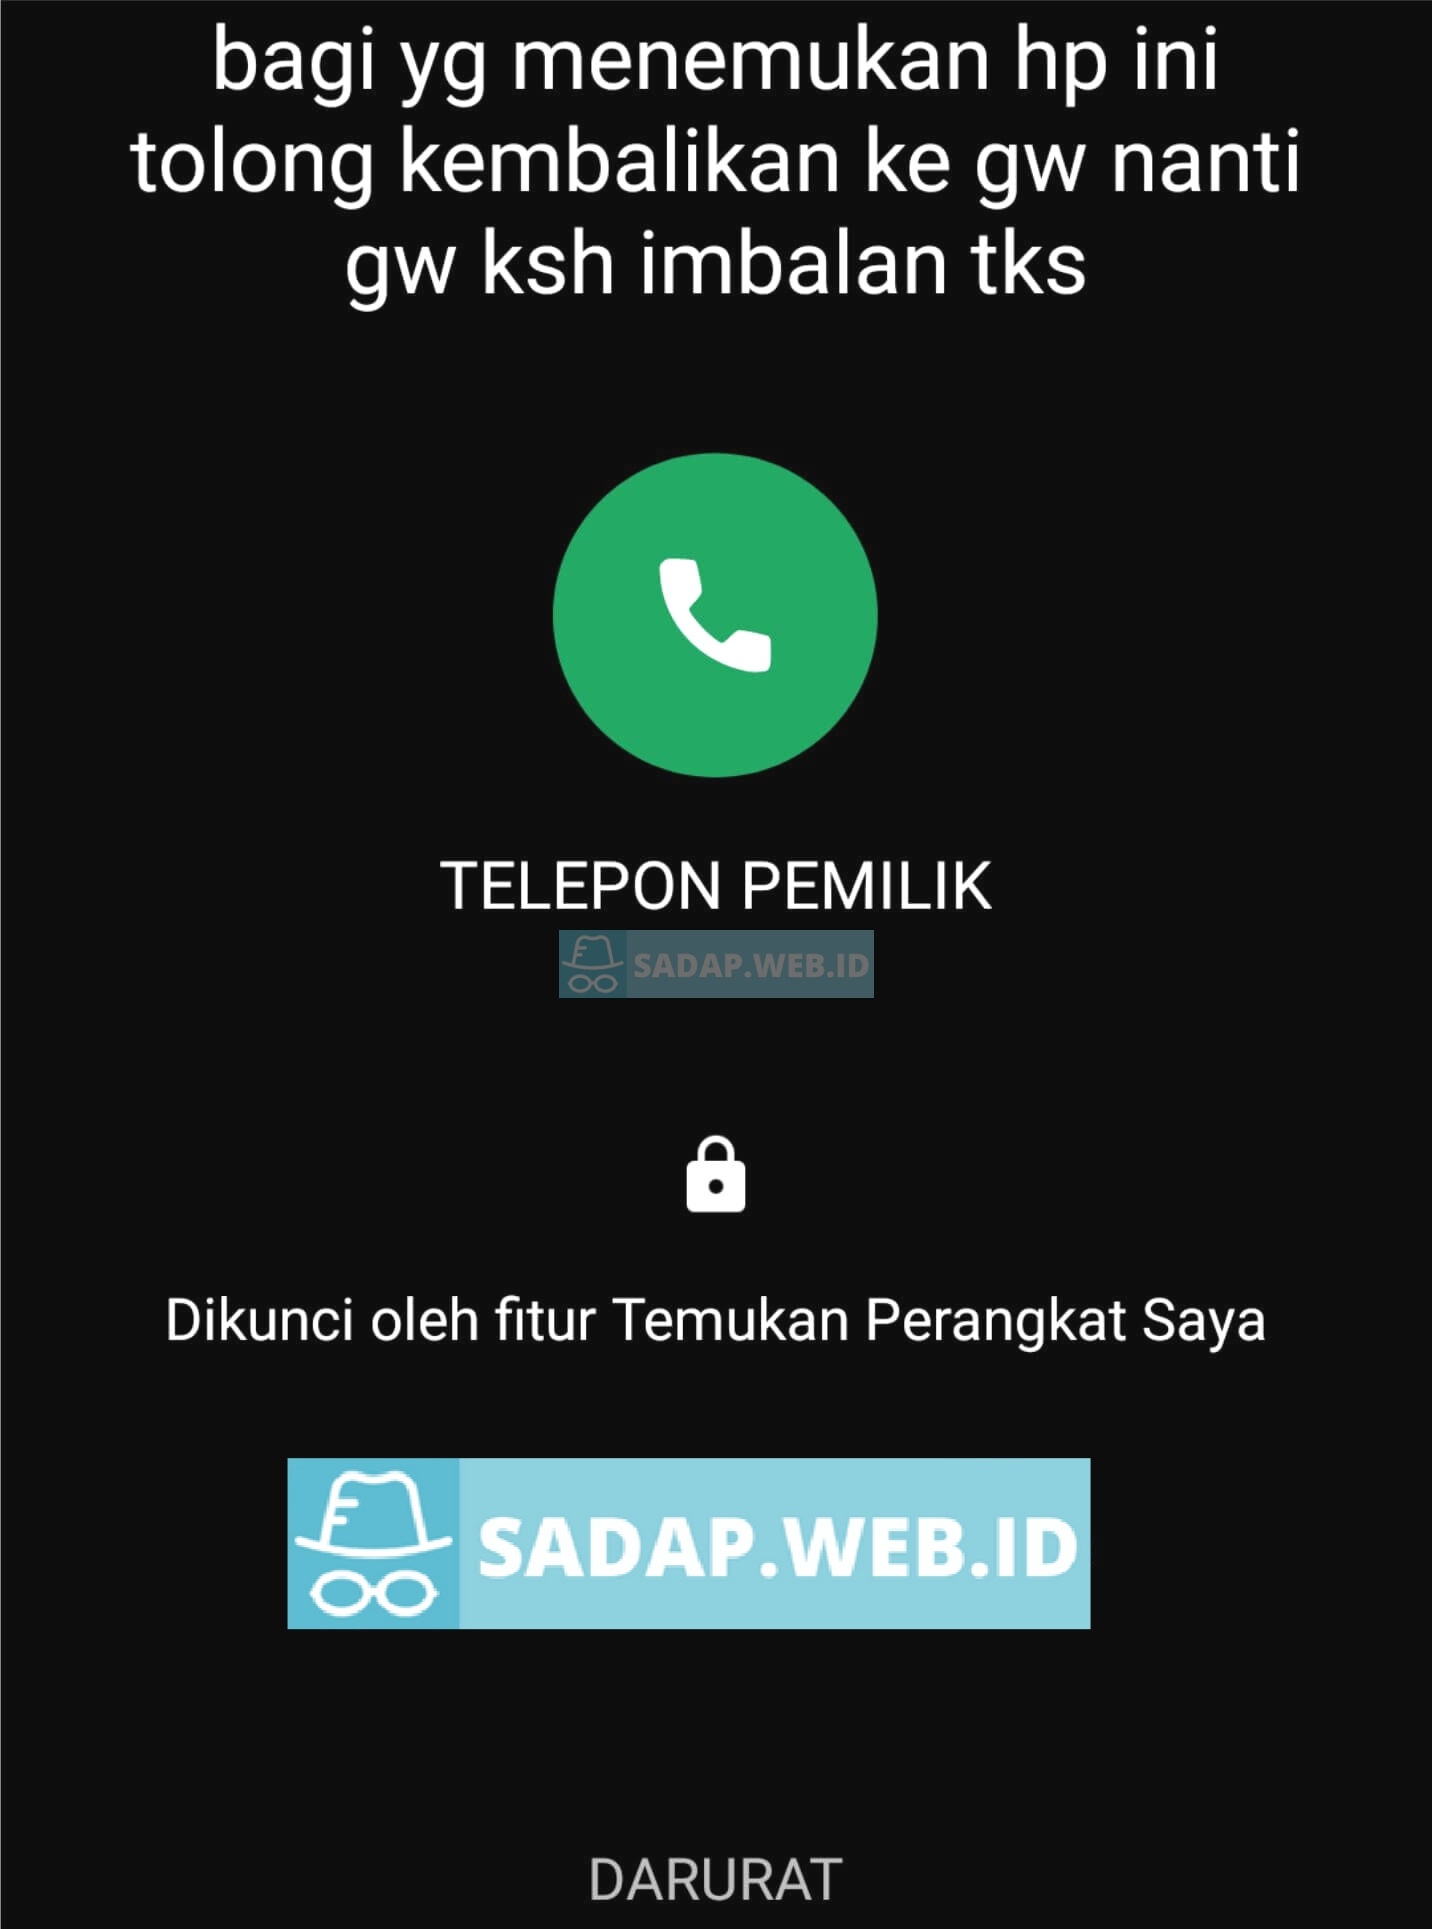 bagi yg menemukan hp ini
tolong kembalikan ke gw nanti
gw ksh imbalan tks
TELEPON PEMILIK
SADAP.WEB.ID
Dikunci oleh fitur Temukan Perangkat Saya
SADAP.WEB.ID
DARURAT